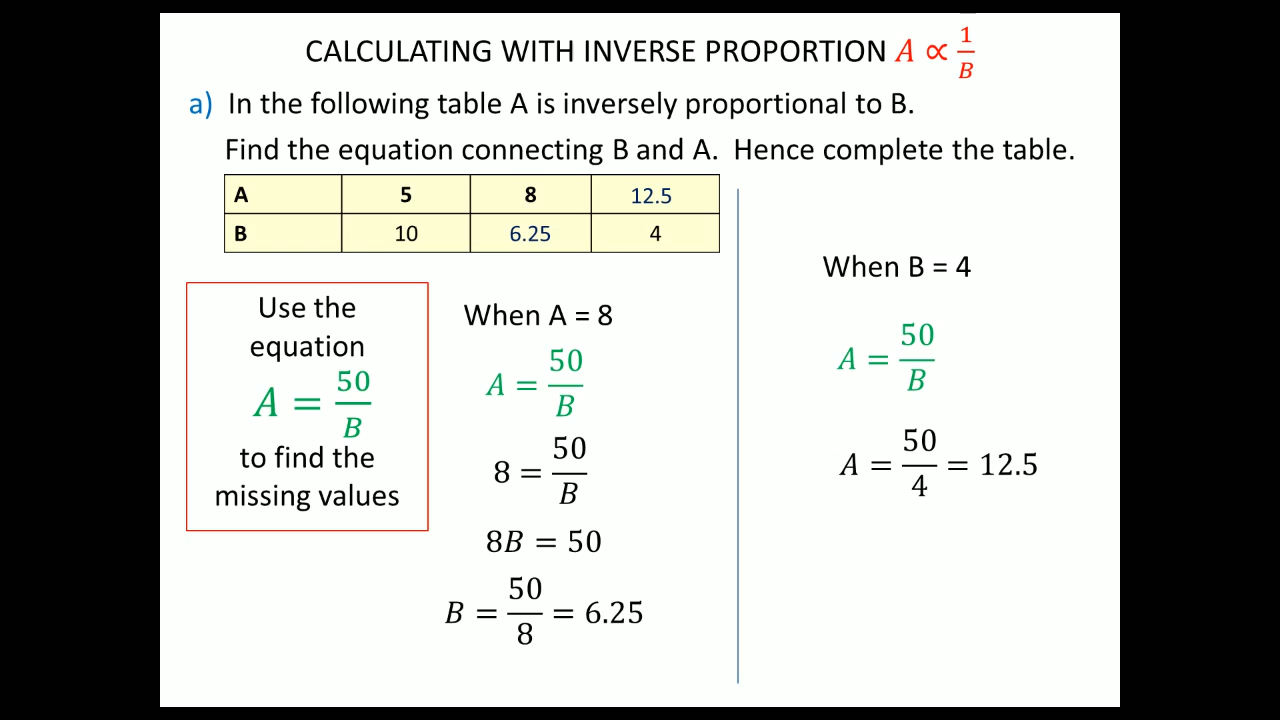 CALCULATING WITH INVERSE PROPORTION A ∝ 1/B
a) In the following table A is inversely proportional to B.
Find the equation connecting B and A. Hence complete the table.
A 5 8 12.5
B 10 6.25 4
Use the
equation
A = 50/B
to find the
missing values
When A = 8
A = 50/B
8 = 50/B
8B = 50
B = 50/8 = 6.25
When B = 4
A = 50/B
A = 50/4 = 12.5